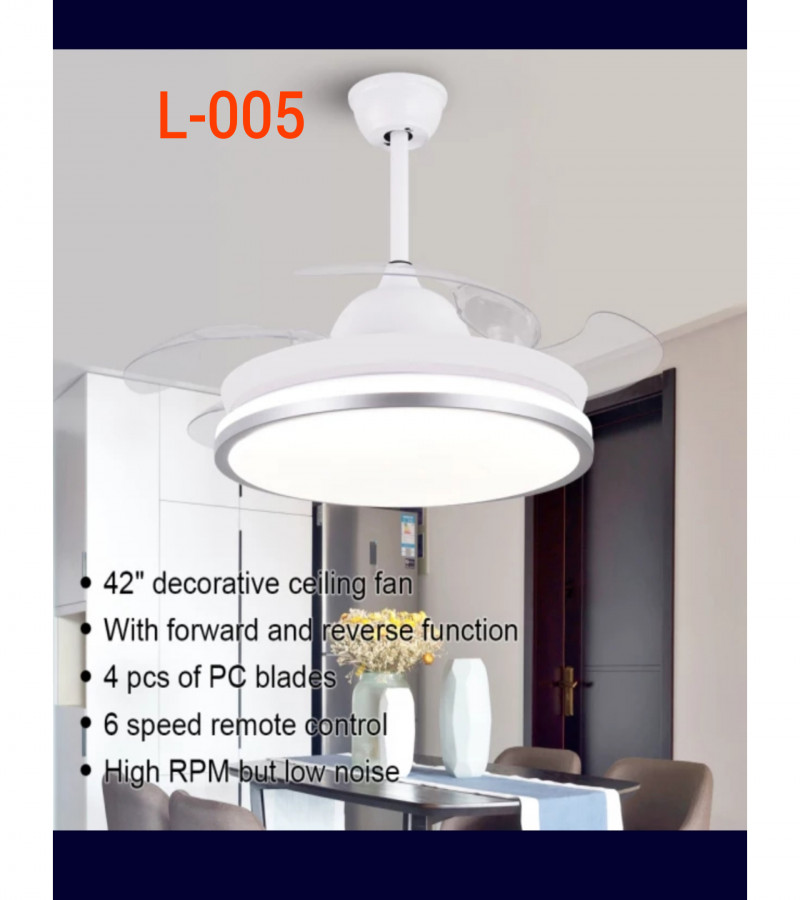 L-005
• 42" decorative ceiling fan
• With forward and reverse function
• 4 pcs of PC blades
• 6 speed remote control
• High RPM but low noise